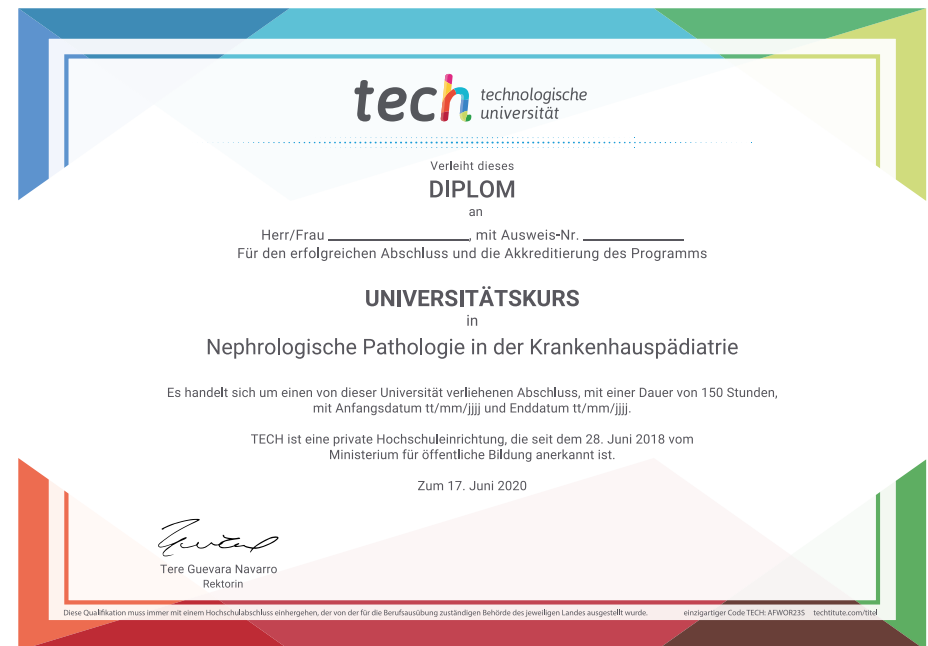 tech technologische
universität
Verleiht dieses
DIPLOM
an
Herr/Frau ____________________, mit Ausweis-Nr. ______________
Für den erfolgreichen Abschluss und die Akkreditierung des Programms
UNIVERSITÄTSKURS
in
Nephrologische Pathologie in der Krankenhauspädiatrie
Es handelt sich um einen von dieser Universität verliehenen Abschluss, mit einer Dauer von 150 Stunden,
mit Anfangsdatum tt/mm/jjjj und Enddatum tt/mm/jjjj.
TECH ist eine private Hochschuleinrichtung, die seit dem 28. Juni 2018 vom
Ministerium für öffentliche Bildung anerkannt ist.
Zum 17. Juni 2020
Tere Guevara Navarro
Rektorin
Diese Qualifikation muss immer mit einem Hochschulabschluss einhergehen, der von der für die Berufsausübung zuständigen Behörde des jeweiligen Landes ausgestellt wurde. einzigartiger Code TECH: AFWOR23S techtitute.com/titel